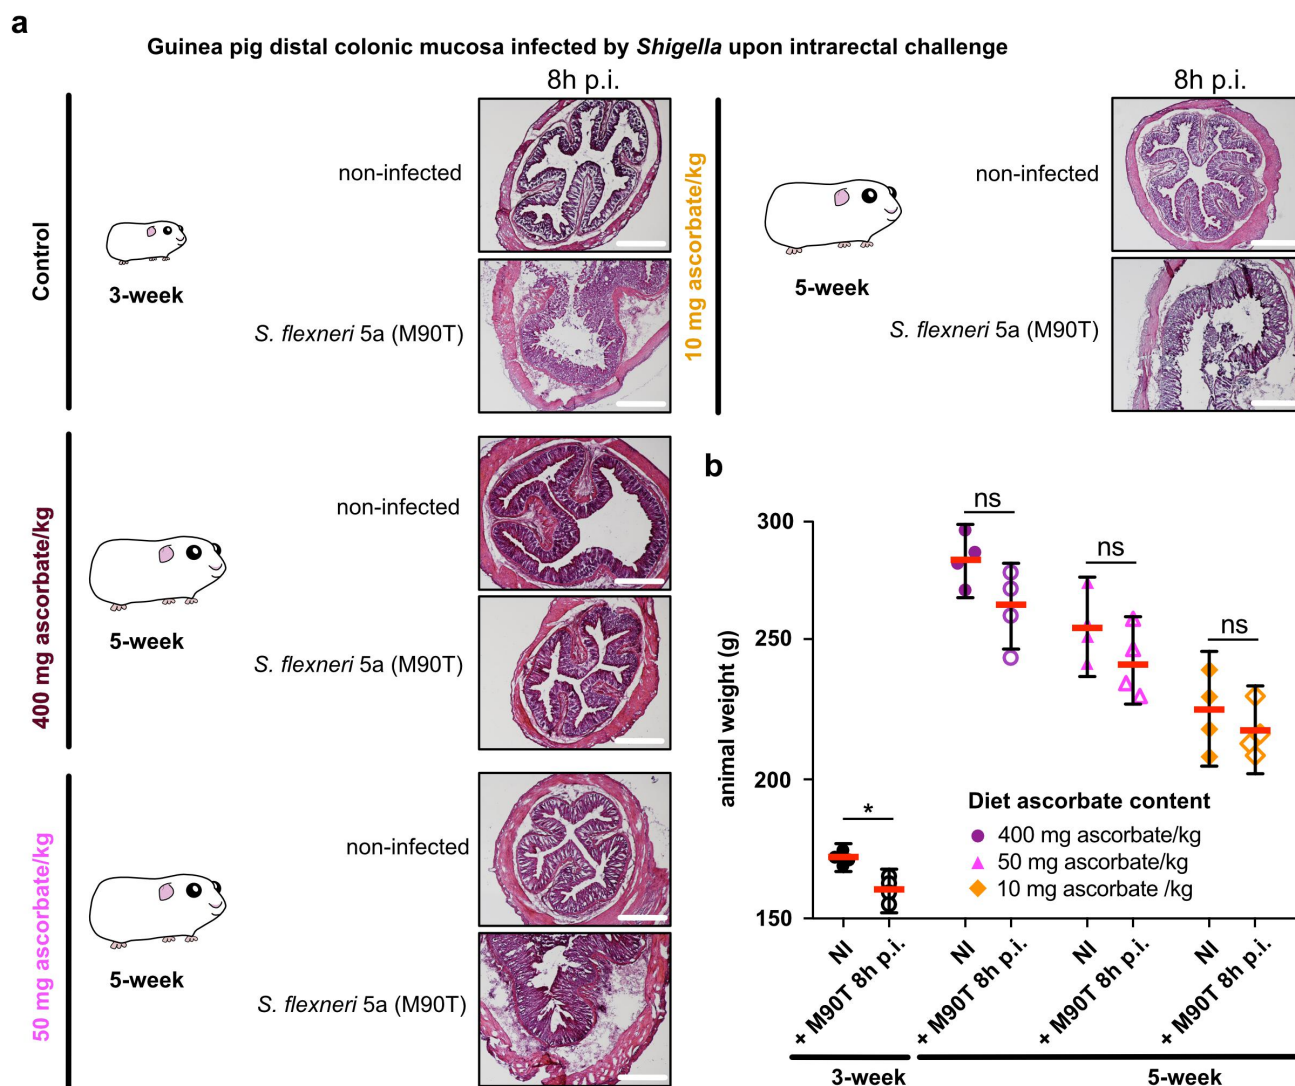 a
Guinea pig distal colonic mucosa infected by Shigella upon intrarectal challenge
8h p.i.
Control
3-week
non-infected
S. flexneri 5a (M90T)
400 mg ascorbate/kg
5-week
non-infected
S. flexneri 5a (M90T)
50 mg ascorbate/kg
5-week
non-infected
S. flexneri 5a (M90T)
8h p.i.
10 mg ascorbate/kg
5-week
non-infected
S. flexneri 5a (M90T)
b
animal weight (g)
300
250
200
150
*
ns
ns
ns
Diet ascorbate content
400 mg ascorbate/kg
50 mg ascorbate/kg
10 mg ascorbate /kg
NI
+ M90T 8h p.i.
NI
+ M90T 8h p.i.
NI
+ M90T 8h p.i.
NI
+ M90T 8h p.i.
3-week
5-week